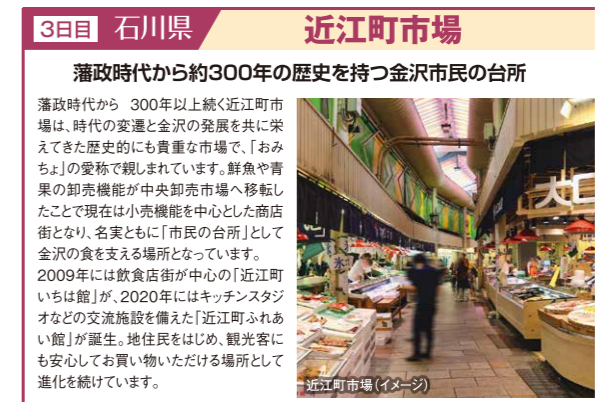 3日目 石川県 近江町市場
藩政時代から約300年の歴史を持つ金沢市民の台所
藩政時代から 300年以上続く近江町市
場は、時代の変遷と金沢の発展を共に栄
えてきた歴史的にも貴重な市場で、「おみ
ちょ」の愛称で親しまれています。鮮魚や青
果の卸売機能が中央卸売市場へ移転し
たことで現在は小売機能を中心とした商店
街となり、名実ともに「市民の台所」として
金沢の食を支える場所となっています。
2009年には飲食店街が中心の「近江町
いちは館」が、2020年にはキッチンスタジ
オなどの交流施設を備えた「近江町ふれあ
い館」が誕生。地住民をはじめ、観光客に
も安心してお買い物いただける場所として
進化を続けています。
大口
近江町市場（イメージ）